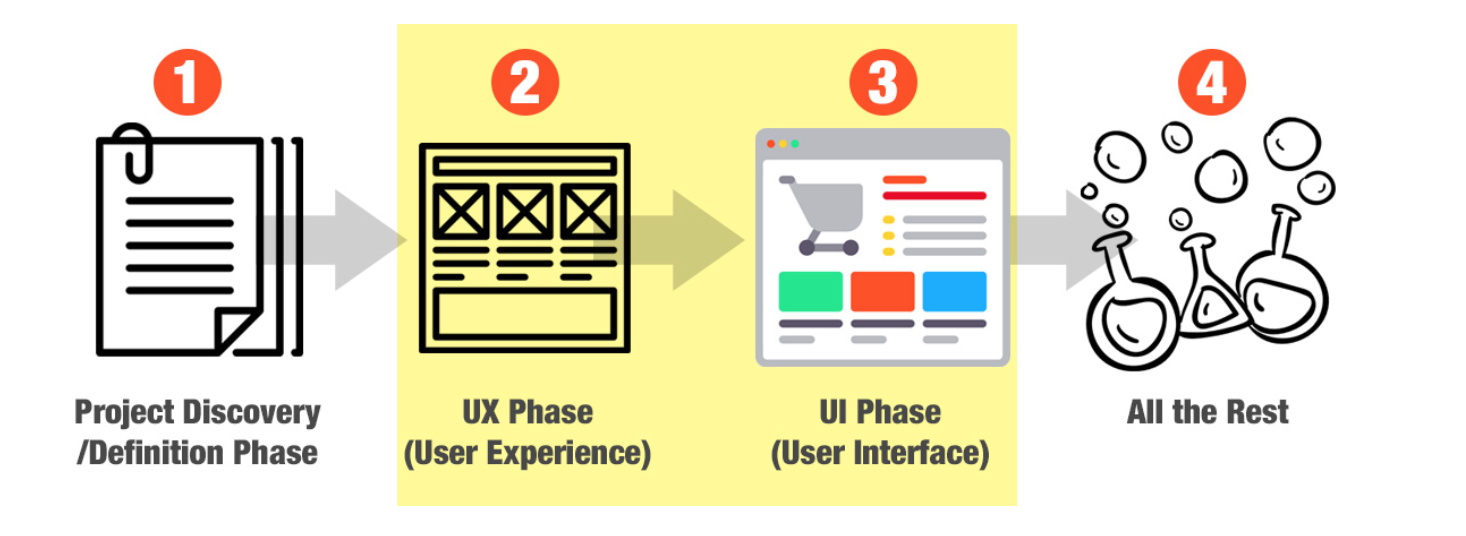 1
2
3
4
Project Discovery
/Definition Phase
UX Phase
(User Experience)
UI Phase
(User Interface)
All the Rest